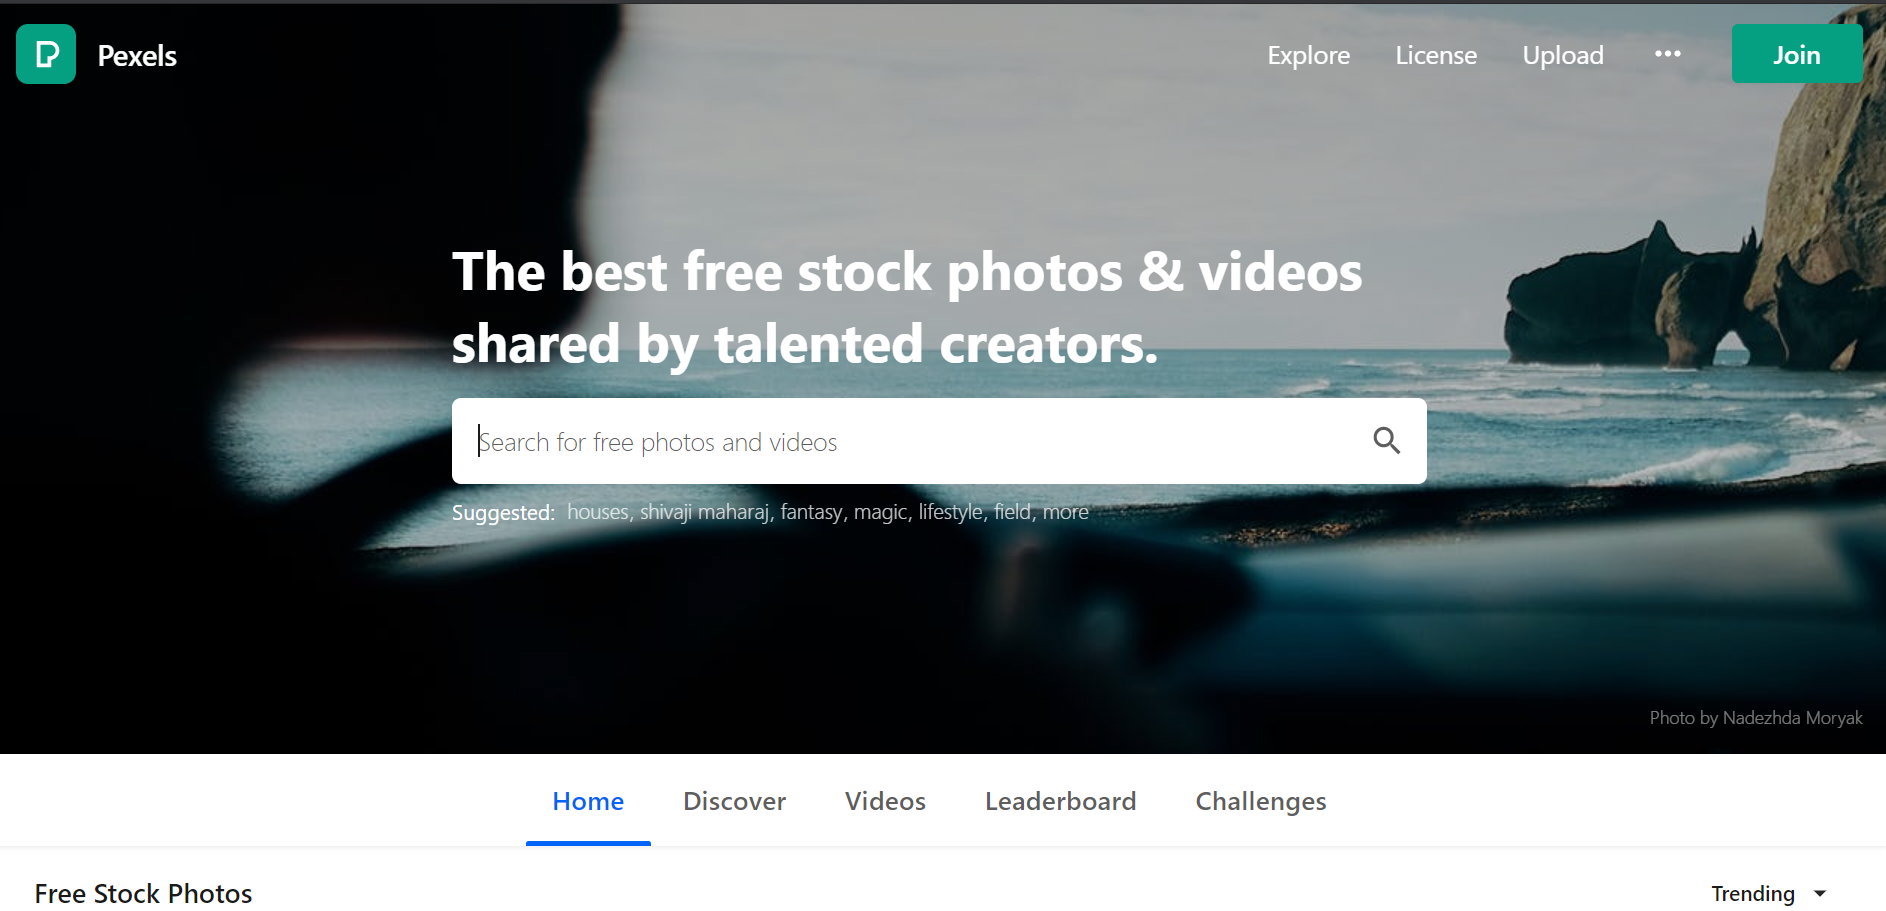 Pexels
Explore
License
Upload
Join
The best free stock photos & videos
shared by talented creators.
Search for free photos and videos
Suggested: houses, shivaji maharaj, fantasy, magic, lifestyle, field, more
Photo by Nadezhda Moryak
Home
Discover
Videos
Leaderboard
Challenges
Free Stock Photos
Trending